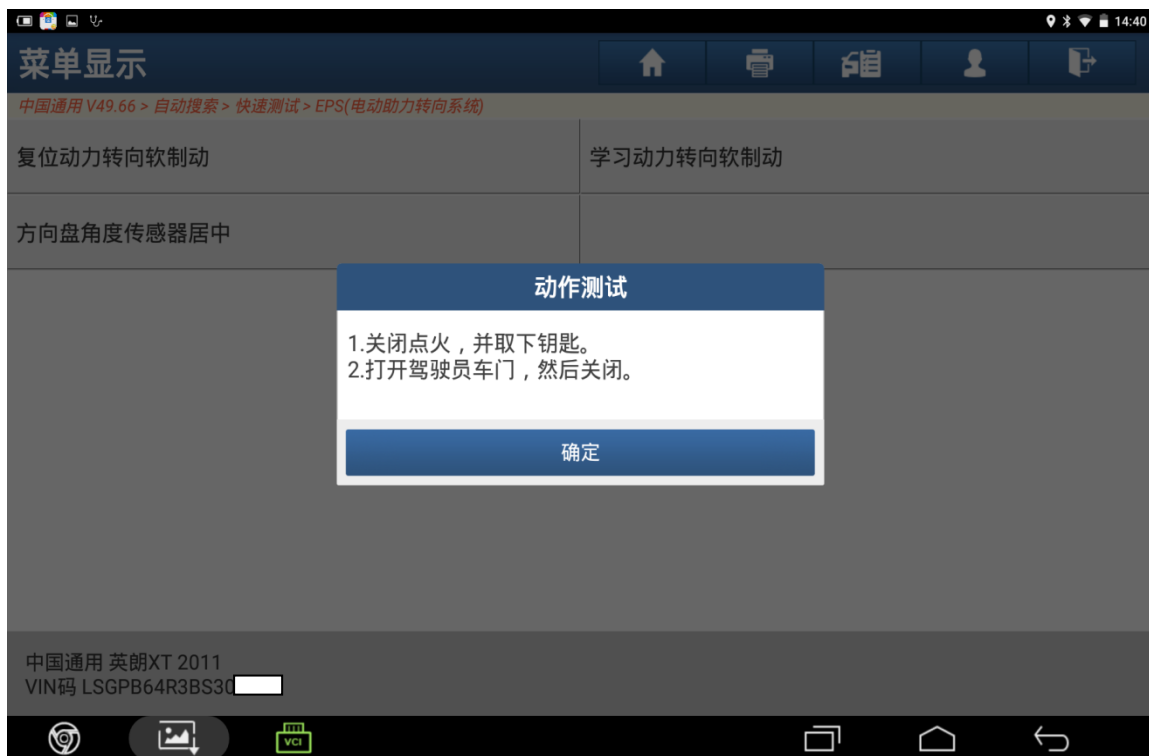 14:40
菜单显示
中国通用 V49.66 > 自动搜索 > 快速测试 > EPS(电动助力转向系统)
复位动力转向软制动
学习动力转向软制动
方向盘角度传感器居中
动作测试
1.关闭点火，并取下钥匙。
2.打开驾驶员车门，然后关闭。
确定
中国通用 英朗XT 2011
VIN码 LSGPB64R3BS30
VCI